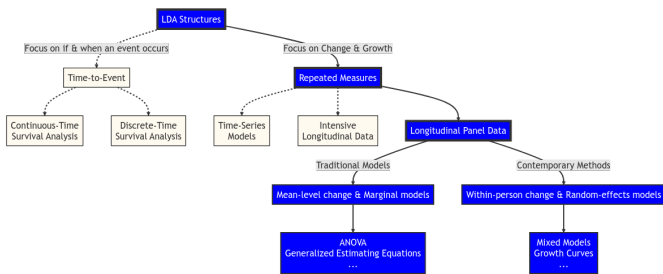 LDA Structures
Focus on if & when an event occurs
Focus on Change & Growth
Time-to-Event
Repeated Measures
Continuous-Time
Survival Analysis
Discrete-Time
Survival Analysis
Time-Series
Models
Intensive
Longitudinal Data
Longitudinal Panel Data
Traditional Models
Contemporary Methods
Mean-level change & Marginal models
Within-person change & Random-effects models
ANOVA
Generalized Estimating Equations
...
Mixed Models
Growth Curves
...